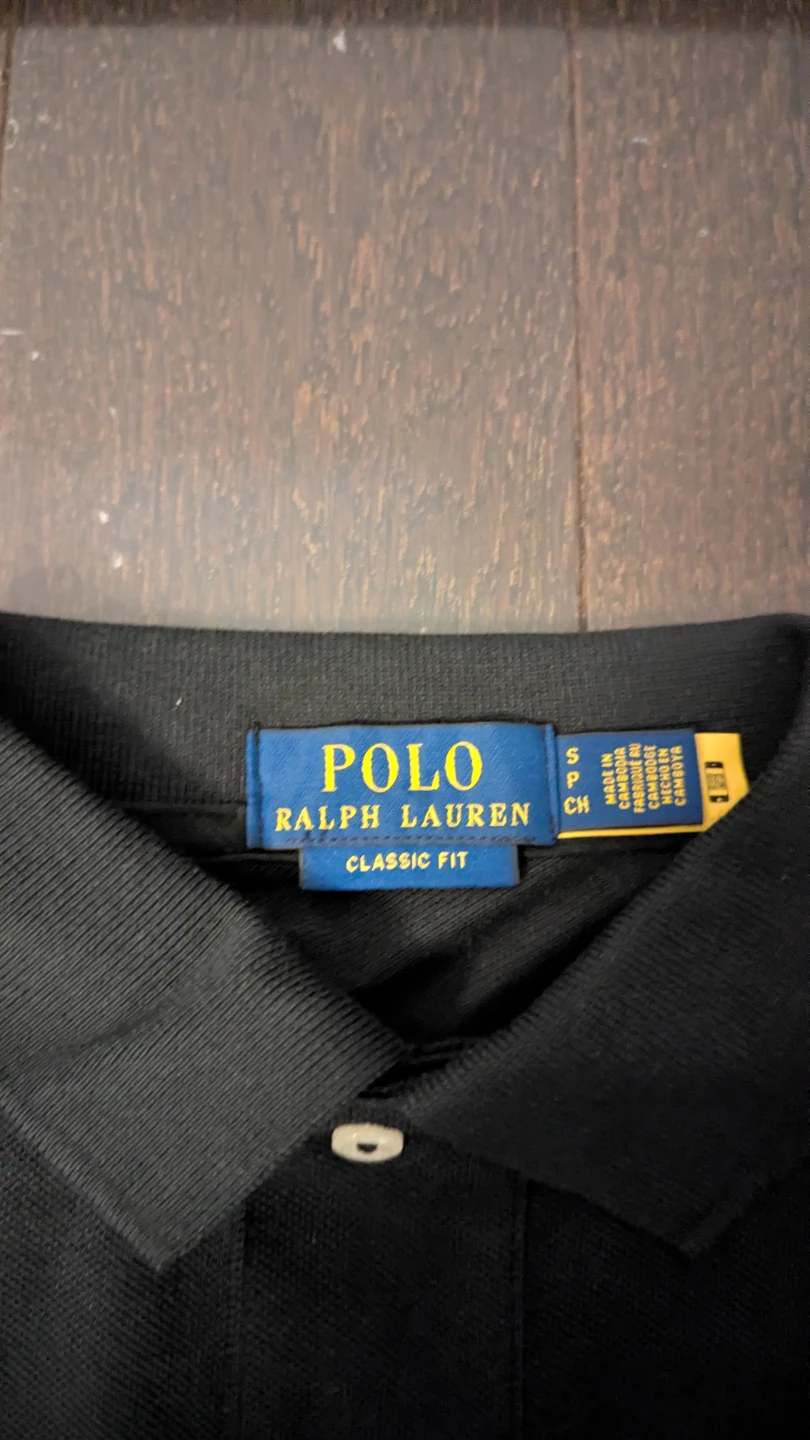 POLO
RALPH LAUREN
CLASSIC FIT
S
P
CH
MADE IN
CAMBODIA
FABRIQUÉ AU
CAMBODGE
HECHO EN
CAMBOYA